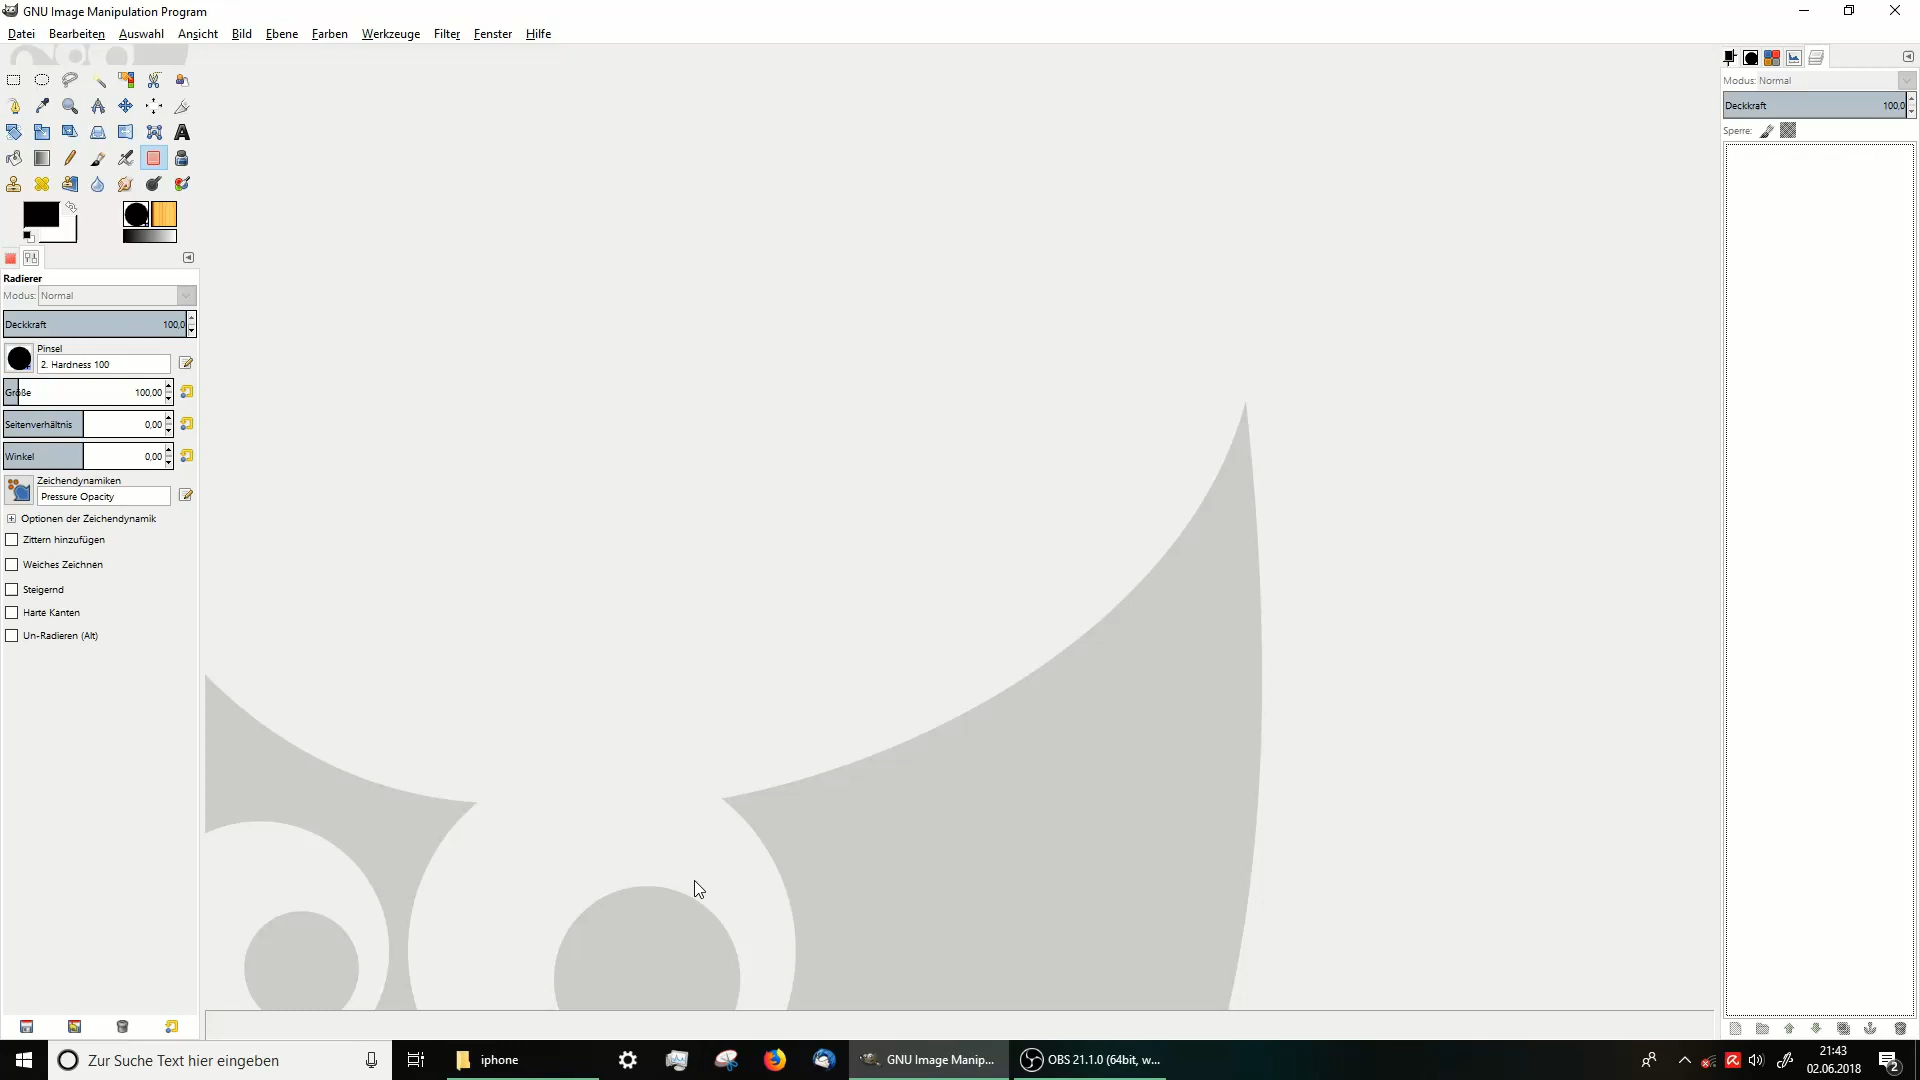 GNU Image Manipulation Program
Datei Bearbeiten Auswahl Ansicht Bild Ebene Farben Werkzeuge Filter Fenster Hilfe
Modus: Normal
Deckkraft 100,0
Sperre:
Radierer
Modus: Normal
Deckkraft 100,0
Pinsel
2. Hardness 100
Größe 100,00
Seitenverhältnis 0,00
Winkel 0,00
Zeichendynamiken
Pressure Opacity
Optionen der Zeichendynamik
Zittern hinzufügen
Weiches Zeichnen
Steigernd
Harte Kanten
Un-Radieren (Alt)
Zur Suche Text hier eingeben
iphone
GNU Image Manip...
OBS 21.1.0 (64bit, w...
21:43
02.06.2018
2